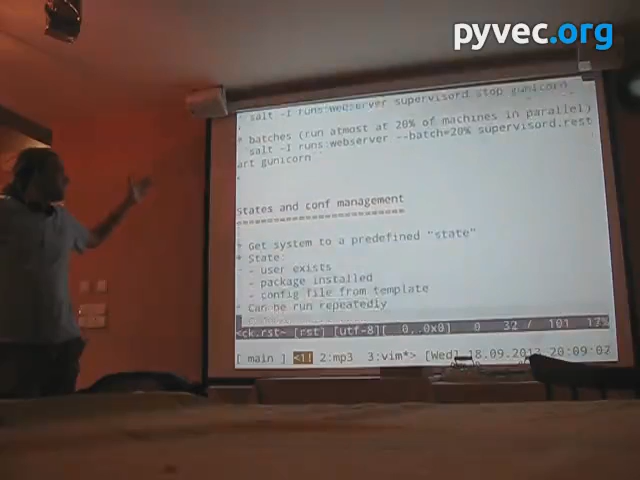 pyvec.org
salt -I runs:webserver supervisord stop gunicorn
* batches (run atmost at 20% of machines in parallel)
salt -I runs:webserver --batch=20% supervisord.rest
art gunicorn
States and conf management
========================
* Get system to a predefined "state"
* State:
- user exists
- package installed
- config file from template
* Can be run repeatedly
<ck.rst~ [rst] [utf-8][ 0,.0x0] 0 32 / 101 17%
[ main ] <1! 2:mp3 3:vim*> [Wed] 18.09.2013 20:09:02